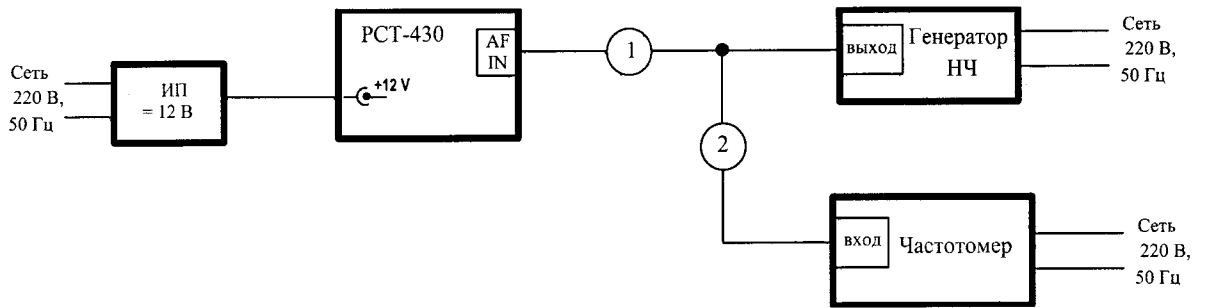 Сеть
220 В,
50 Гц
ИП
= 12 В
РСТ-430
AF
IN
+12 V
1
2
выход
Генератор
НЧ
Сеть
220 В,
50 Гц
вход
Частотомер
Сеть
220 В,
50 Гц